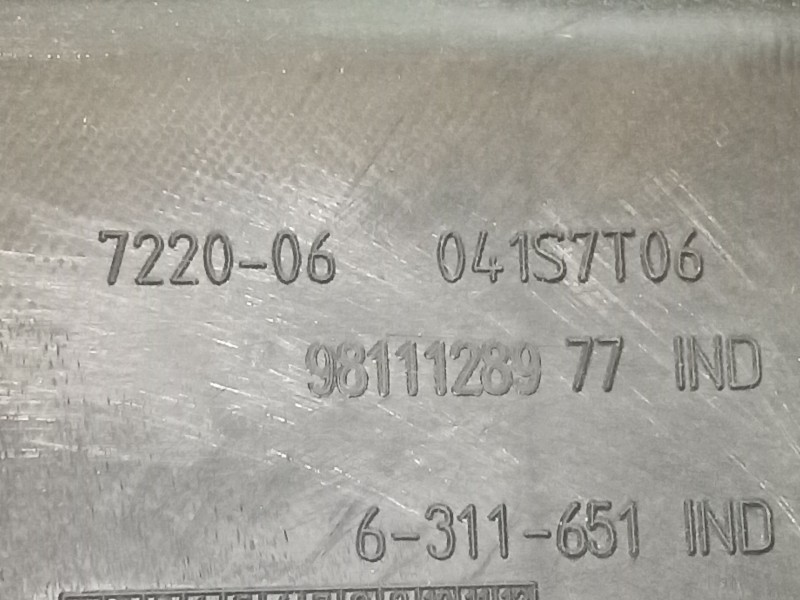 7220-06 041S7T06
98111289 77 IND
6-311-651 IND